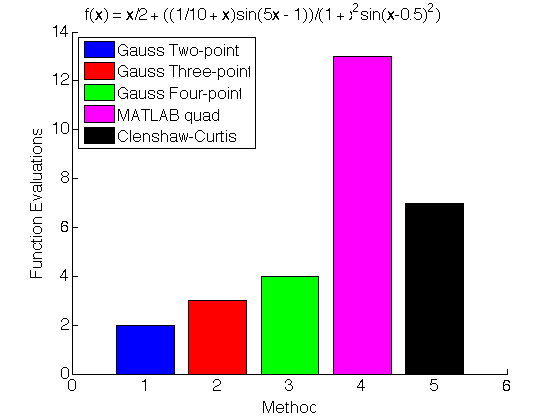 f(x) = x/2 + ((1/10 + x)sin(5x - 1))/(1 + x²sin(x-0.5)²)
14
12
10
8
6
4
2
0
Function Evaluations
Gauss Two-point
Gauss Three-point
Gauss Four-point
MATLAB quad
Clenshaw-Curtis
0 1 2 3 4 5 6
Method